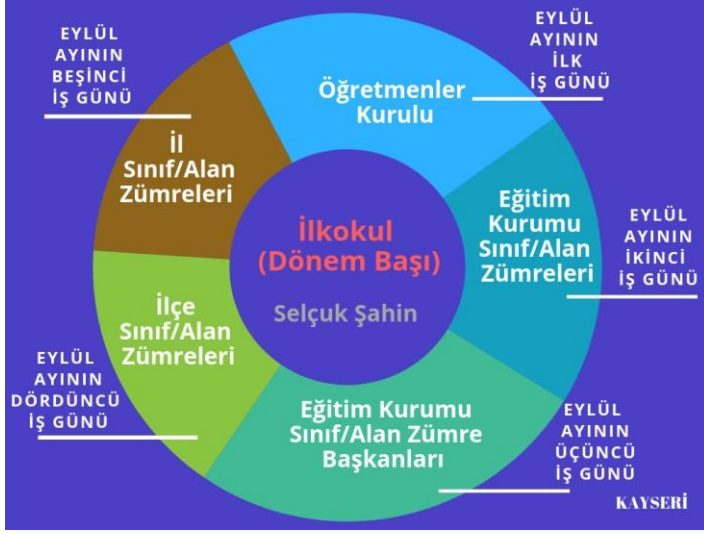 İlkokul
(Dönem Başı)
Selçuk Şahin
Öğretmenler
Kurulu
EYLÜL
AYININ
İLK
İŞ GÜNÜ
Eğitim
Kurumu
Sınıf/Alan
Zümreleri
EYLÜL
AYININ
İKİNCİ
İŞ GÜNÜ
Eğitim Kurumu
Sınıf/Alan Zümre
Başkanları
EYLÜL
AYININ
ÜÇÜNCÜ
İŞ GÜNÜ
İlçe
Sınıf/Alan
Zümreleri
EYLÜL
AYININ
DÖRDÜNCÜ
İŞ GÜNÜ
İl
Sınıf/Alan
Zümreleri
EYLÜL
AYININ
BEŞİNCİ
İŞ GÜNÜ
KAYSERİ